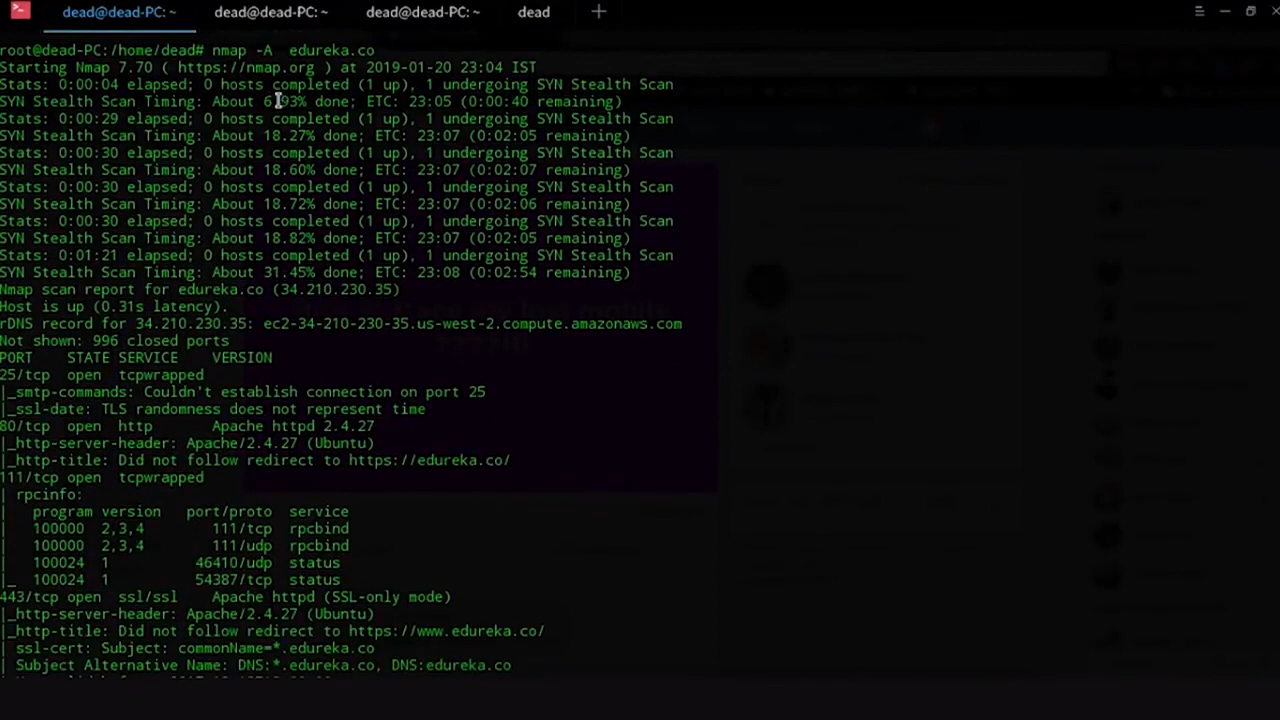 dead@dead-PC: ~ dead@dead-PC: ~ dead@dead-PC: ~ dead
root@dead-PC:/home/dead# nmap -A  edureka.co
Starting Nmap 7.70 ( https://nmap.org ) at 2019-01-20 23:04 IST
Stats: 0:00:04 elapsed; 0 hosts completed (1 up), 1 undergoing SYN Stealth Scan
SYN Stealth Scan Timing: About done; ETC: 23:05 (0:00:40 remaining)
Stats: 0:00:29 elapsed; 0 hosts completed (1 up), 1 undergoing SYN Stealth Scan
SYN Stealth Scan Timing: About 18.27% done; ETC: 23:07 (0:02:05 remaining)
Stats: 0:00:30 elapsed; 0 hosts completed (1 up), 1 undergoing SYN Stealth Scan
SYN Stealth Scan Timing: About 18.60% done; ETC: 23:07 (0:02:07 remaining)
Stats: 0:00:30 elapsed; 0 hosts completed (1 up), 1 undergoing SYN Stealth Scan
SYN Stealth Scan Timing: About 18.72% done; ETC: 23:07 (0:02:06 remaining)
Stats: 0:00:30 elapsed; 0 hosts completed (1 up), 1 undergoing SYN Stealth Scan
SYN Stealth Scan Timing: About 18.82% done; ETC: 23:07 (0:02:05 remaining)
Stats: 0:01:21 elapsed; 0 hosts completed (1 up), 1 undergoing SYN Stealth Scan
SYN Stealth Scan Timing: About 31.45% done; ETC: 23:08 (0:02:54 remaining)
Nmap scan report for edureka.co (34.210.230.35)
Host is up (0.31s latency).
rDNS record for 34.210.230.35: ec2-34-210-230-35.us-west-2.compute.amazonaws.com
Not shown: 996 closed ports
PORT    STATE SERVICE    VERSION
25/tcp  open  tcpwrapped
|_smtp-commands: Couldn't establish connection on port 25
|_ssl-date: TLS randomness does not represent time
80/tcp  open  http       Apache httpd 2.4.27
|_http-server-header: Apache/2.4.27 (Ubuntu)
|_http-title: Did not follow redirect to https://edureka.co/
111/tcp open  tcpwrapped
| rpcinfo:
|   program version   port/proto  service
|   100000  2,3,4        111/tcp  rpcbind
|   100000  2,3,4        111/udp  rpcbind
|   100024  1          46410/udp  status
|_  100024  1          54387/tcp  status
443/tcp open  ssl/ssl    Apache httpd (SSL-only mode)
|_http-server-header: Apache/2.4.27 (Ubuntu)
|_http-title: Did not follow redirect to https://www.edureka.co/
| ssl-cert: Subject: commonName=*.edureka.co
| Subject Alternative Name: DNS:*.edureka.co, DNS:edureka.co